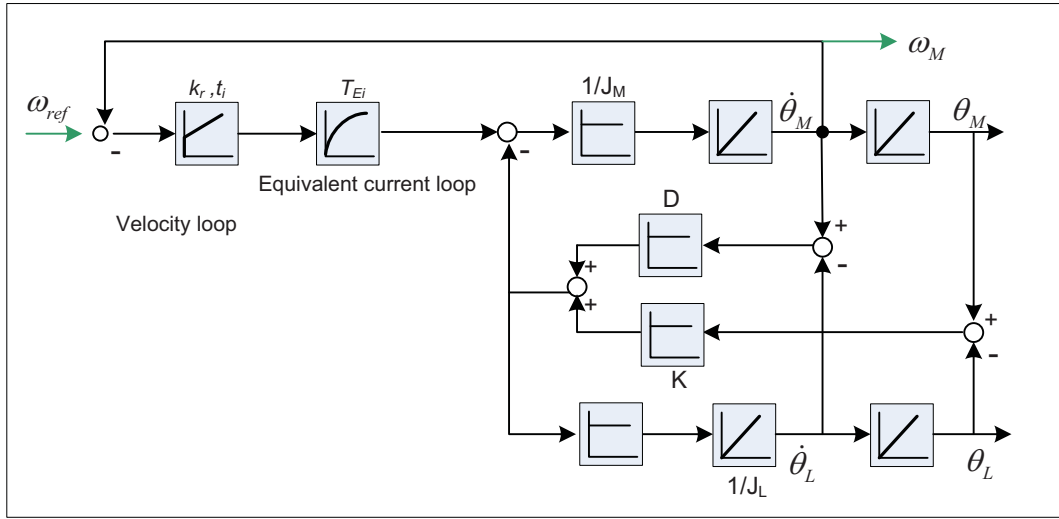 ω_M
ω_ref
k_r ,t_i
T_Ei
1/J_M
θ̇_M
θ_M
-
-
Equivalent current loop
Velocity loop
D
+
-
+
+
+
-
K
θ̇_L
θ_L
1/J_L